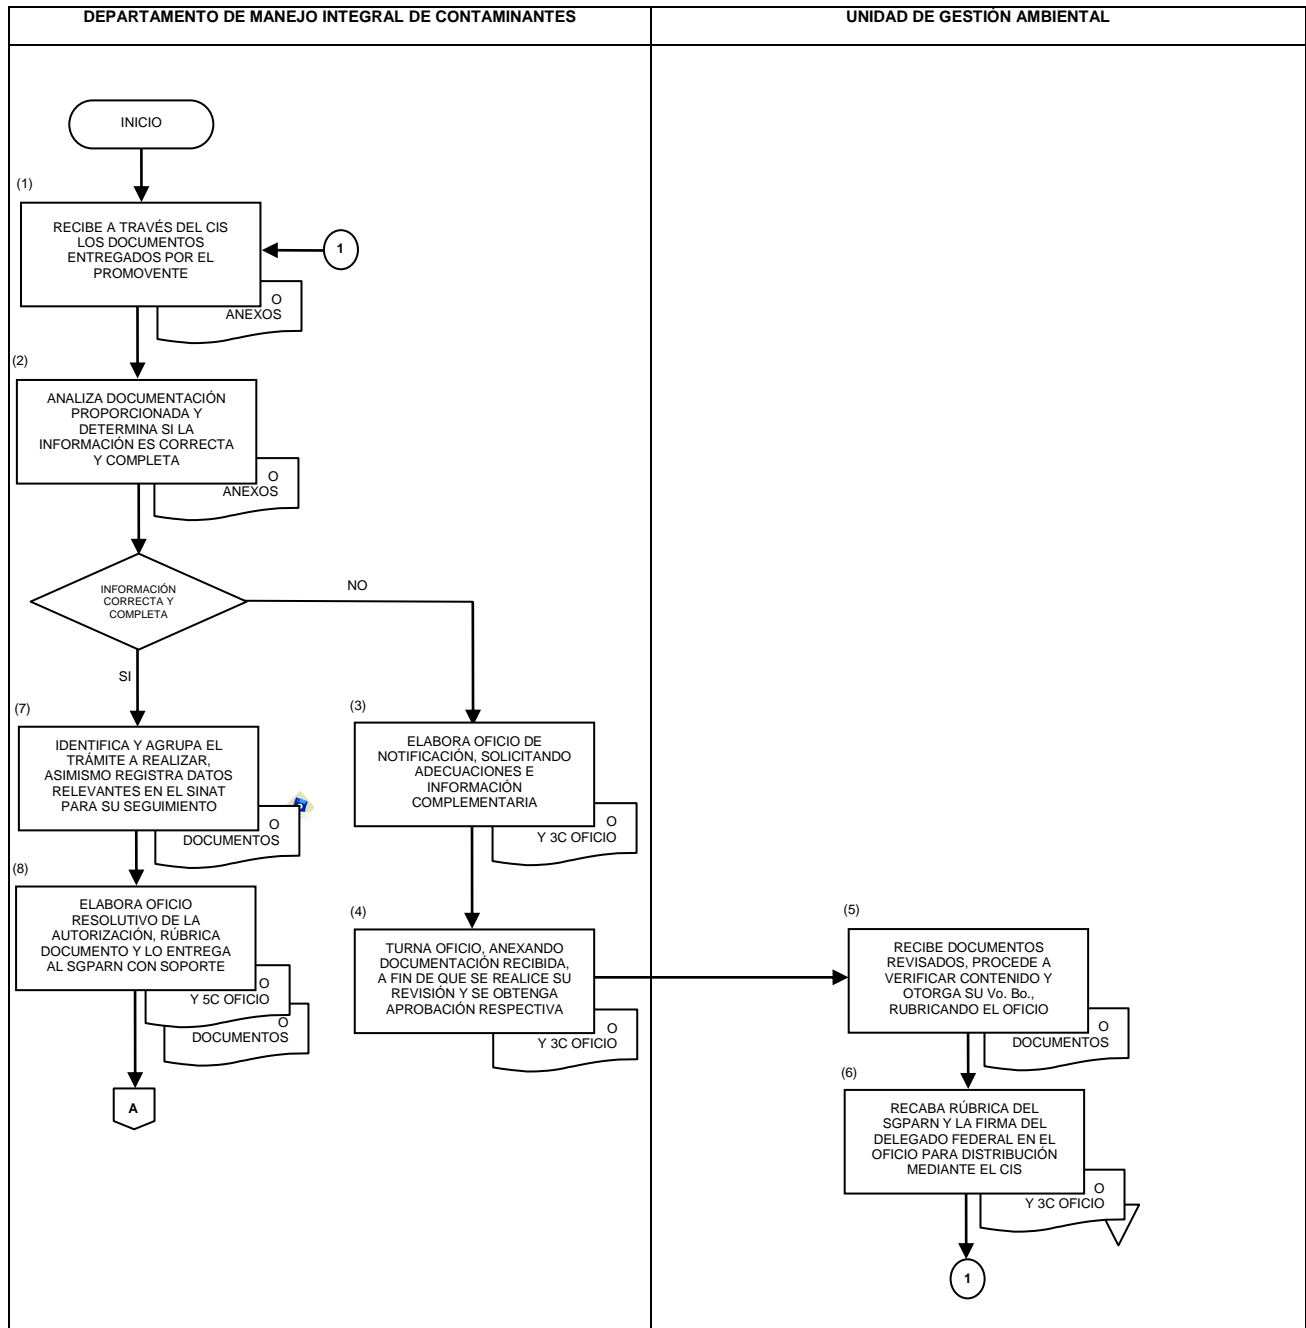 DEPARTAMENTO DE MANEJO INTEGRAL DE CONTAMINANTES
UNIDAD DE GESTIÓN AMBIENTAL
INICIO
(1)
RECIBE A TRAVÉS DEL CIS
LOS DOCUMENTOS
ENTREGADOS POR EL
PROMOVENTE
1
O
ANEXOS
(2)
ANALIZA DOCUMENTACIÓN
PROPORCIONADA Y
DETERMINA SI LA
INFORMACIÓN ES CORRECTA
Y COMPLETA
O
ANEXOS
INFORMACIÓN
CORRECTA Y
COMPLETA
NO
SI
(7)
IDENTIFICA Y AGRUPA EL
TRÁMITE A REALIZAR,
ASIMISMO REGISTRA DATOS
RELEVANTES EN EL SINAT
PARA SU SEGUIMIENTO
O
DOCUMENTOS
(3)
ELABORA OFICIO DE
NOTIFICACIÓN, SOLICITANDO
ADECUACIONES E
INFORMACIÓN
COMPLEMENTARIA
O
Y 3C OFICIO
(8)
ELABORA OFICIO
RESOLUTIVO DE LA
AUTORIZACIÓN, RÚBRICA
DOCUMENTO Y LO ENTREGA
AL SGPARN CON SOPORTE
O
Y 5C OFICIO
O
DOCUMENTOS
A
(4)
TURNA OFICIO, ANEXANDO
DOCUMENTACIÓN RECIBIDA,
A FIN DE QUE SE REALICE SU
REVISIÓN Y SE OBTENGA
APROBACIÓN RESPECTIVA
O
Y 3C OFICIO
(5)
RECIBE DOCUMENTOS
REVISADOS, PROCEDE A
VERIFICAR CONTENIDO Y
OTORGA SU Vo. Bo.,
RUBRICANDO EL OFICIO
O
DOCUMENTOS
(6)
RECABA RÚBRICA DEL
SGPARN Y LA FIRMA DEL
DELEGADO FEDERAL EN EL
OFICIO PARA DISTRIBUCIÓN
MEDIANTE EL CIS
O
Y 3C OFICIO
1